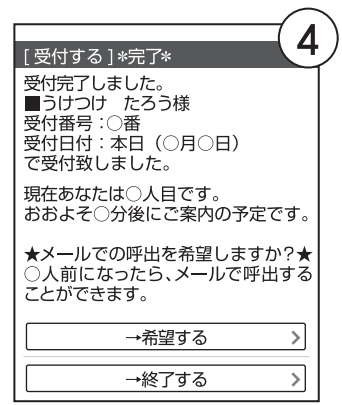 4
[ 受付する ]*完了*
受付完了しました。
■うけつけ　たろう様
受付番号：○番
受付日付：本日（○月○日）
で受付致しました。
現在あなたは○人目です。
おおよそ○分後にご案内の予定です。
★メールでの呼出を希望しますか?★
○人前になったら、メールで呼出する
ことができます。
→希望する
→終了する